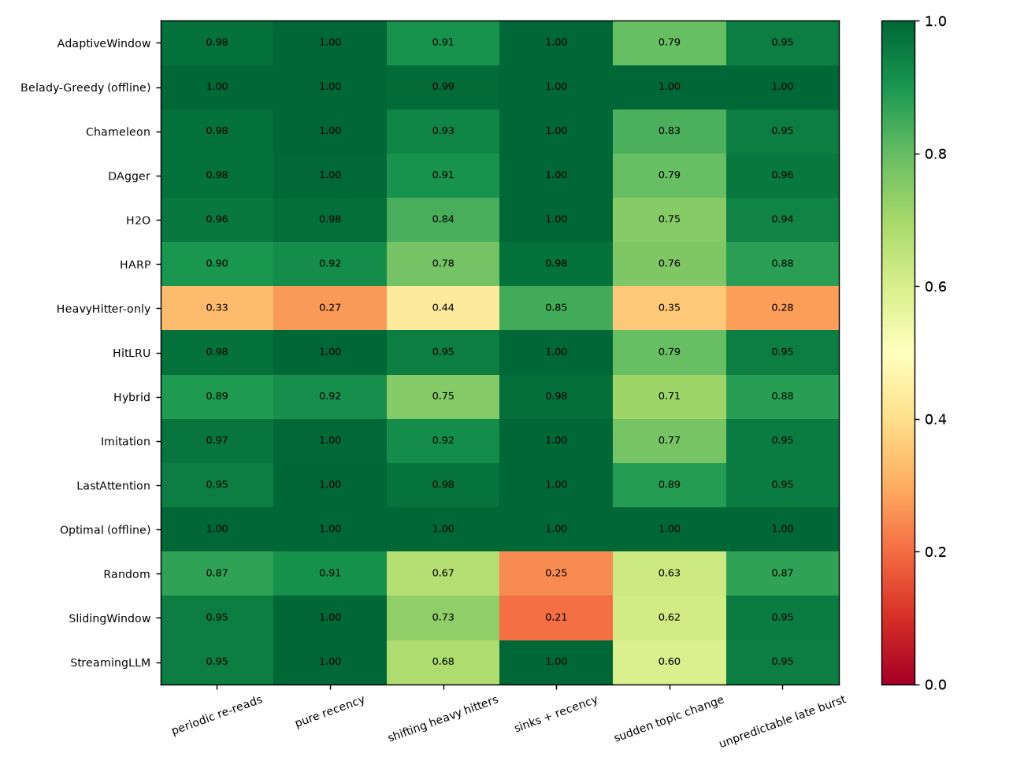 AdaptiveWindow 0.98 1.00 0.91 1.00 0.79 0.95
Belady-Greedy (offline) 1.00 1.00 0.99 1.00 1.00 1.00
Chameleon 0.98 1.00 0.93 1.00 0.83 0.95
DAgger 0.98 1.00 0.91 1.00 0.79 0.96
H2O 0.96 0.98 0.84 1.00 0.75 0.94
HARP 0.90 0.92 0.78 0.98 0.76 0.88
HeavyHitter-only 0.33 0.27 0.44 0.85 0.35 0.28
HitLRU 0.98 1.00 0.95 1.00 0.79 0.95
Hybrid 0.89 0.92 0.75 0.98 0.71 0.88
Imitation 0.97 1.00 0.92 1.00 0.77 0.95
LastAttention 0.95 1.00 0.98 1.00 0.89 0.95
Optimal (offline) 1.00 1.00 1.00 1.00 1.00 1.00
Random 0.87 0.91 0.67 0.25 0.63 0.87
SlidingWindow 0.95 1.00 0.73 0.21 0.62 0.95
StreamingLLM 0.95 1.00 0.68 1.00 0.60 0.95
periodic re-reads
pure recency
shifting heavy hitters
sinks + recency
sudden topic change
unpredictable late burst
1.0
0.8
0.6
0.4
0.2
0.0